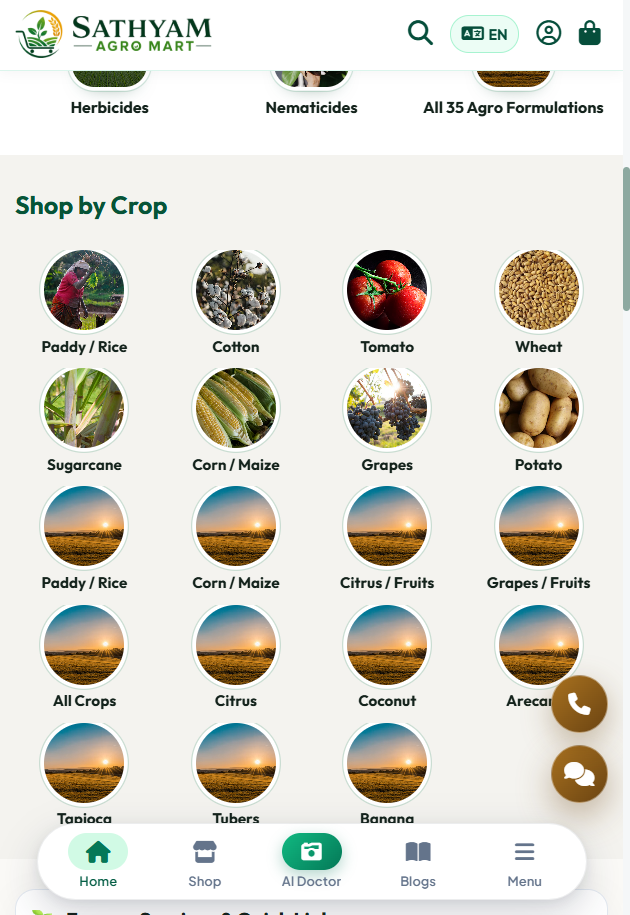 SATHYAM
AGRO MART
EN
Herbicides
Nematicides
All 35 Agro Formulations
Shop by Crop
Paddy / Rice
Cotton
Tomato
Wheat
Sugarcane
Corn / Maize
Grapes
Potato
Paddy / Rice
Corn / Maize
Citrus / Fruits
Grapes / Fruits
All Crops
Citrus
Coconut
Tapioca
Tubers
Banana
Home
Shop
AI Doctor
Blogs
Menu